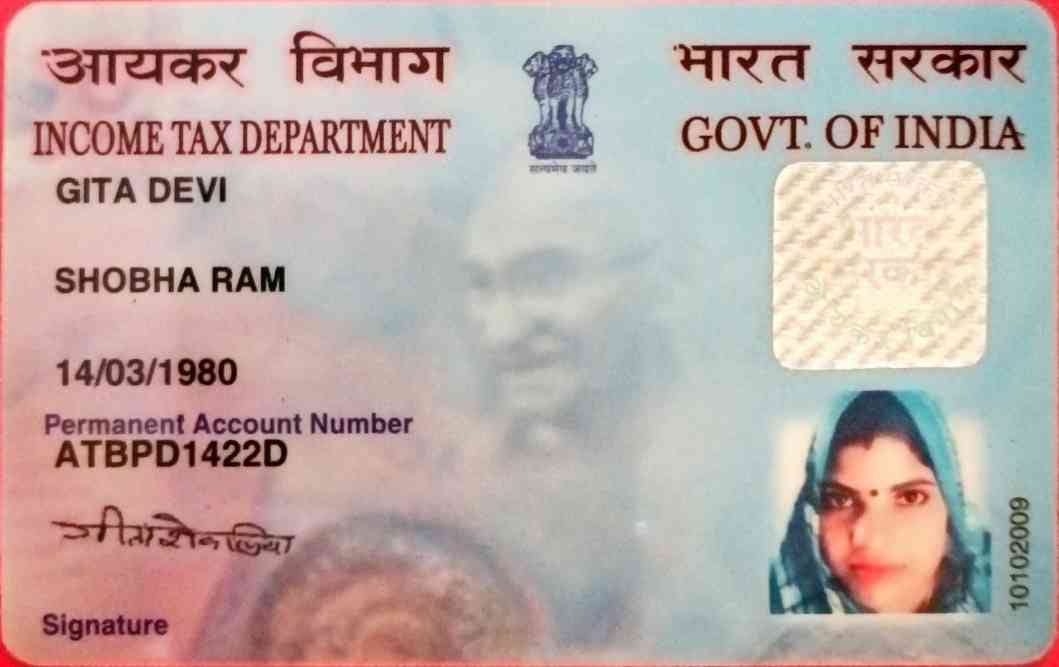 आयकर विभाग
भारत सरकार
INCOME TAX DEPARTMENT
GOVT. OF INDIA
सत्यमेव जयते
GITA DEVI
SHOBHA RAM
14/03/1980
Permanent Account Number
ATBPD1422D
Signature
10102009